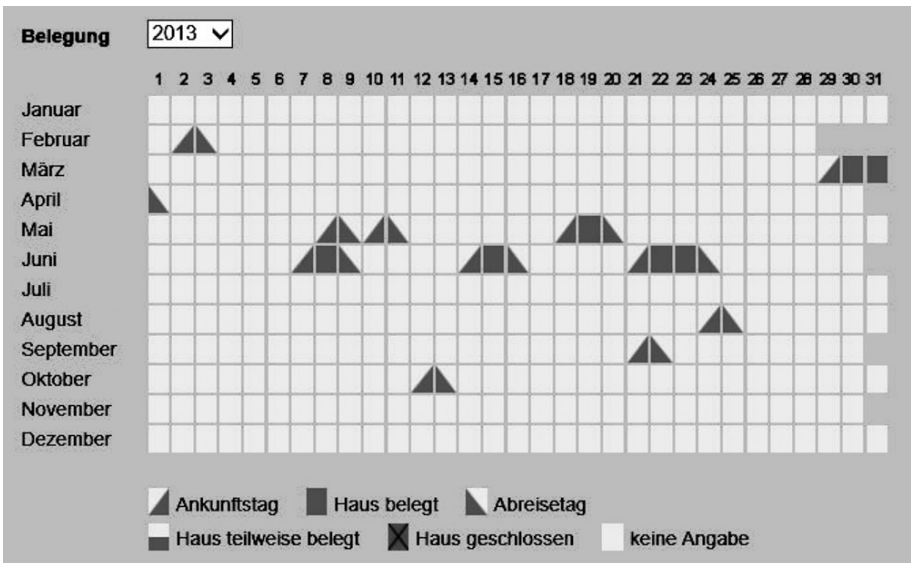 Belegung 2013
1 2 3 4 5 6 7 8 9 10 11 12 13 14 15 16 17 18 19 20 21 22 23 24 25 26 27 28 29 30 31
Januar
Februar
März
April
Mai
Juni
Juli
August
September
Oktober
November
Dezember
Ankunftstag Haus belegt Abreisetag
Haus teilweise belegt Haus geschlossen keine Angabe